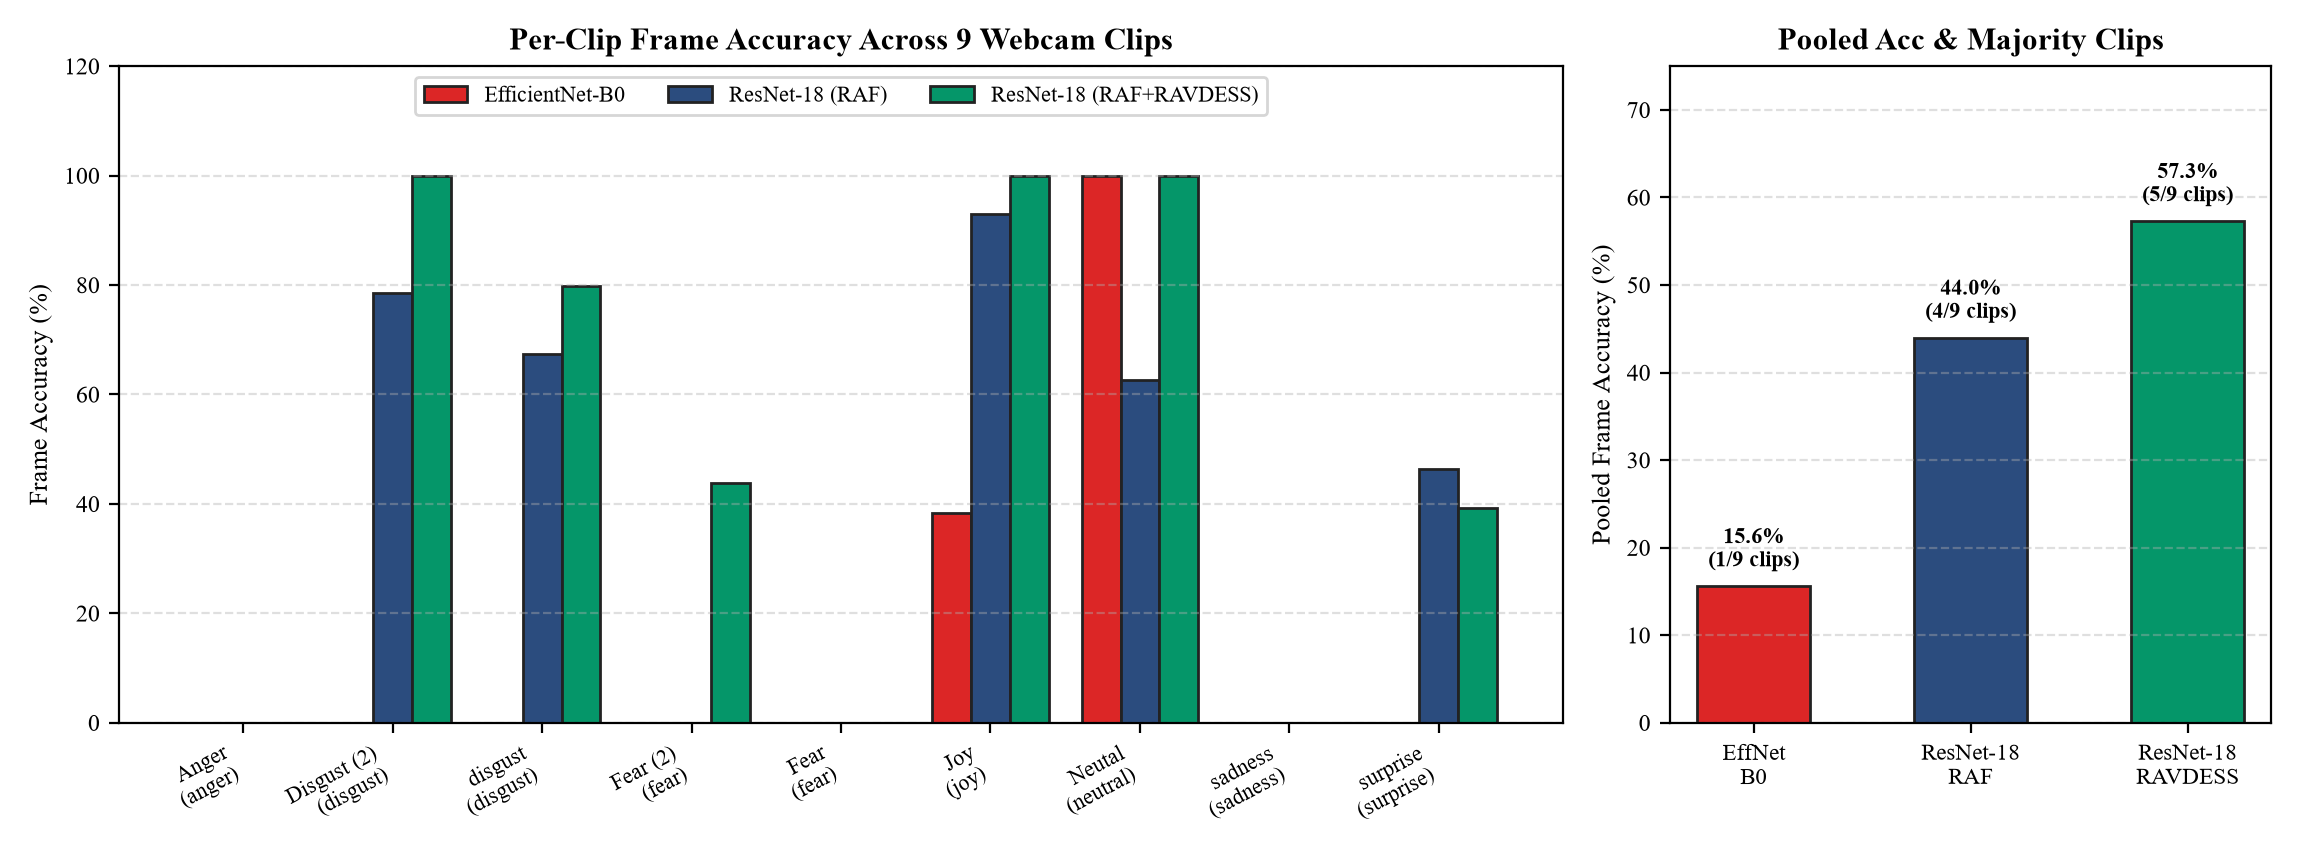 Per-Clip Frame Accuracy Across 9 Webcam Clips
EfficientNet-B0
ResNet-18 (RAF)
ResNet-18 (RAF+RAVDESS)
Frame Accuracy (%)
120
100
80
60
40
20
0
Anger
(anger)
Disgust (2)
(disgust)
disgust
(disgust)
Fear (2)
(fear)
Fear
(fear)
Joy
(joy)
Neutal
(neutral)
sadness
(sadness)
surprise
(surprise)
Pooled Acc & Majority Clips
Pooled Frame Accuracy (%)
70
60
50
40
30
20
10
0
15.6%
(1/9 clips)
44.0%
(4/9 clips)
57.3%
(5/9 clips)
EffNet
B0
ResNet-18
RAF
ResNet-18
RAVDESS